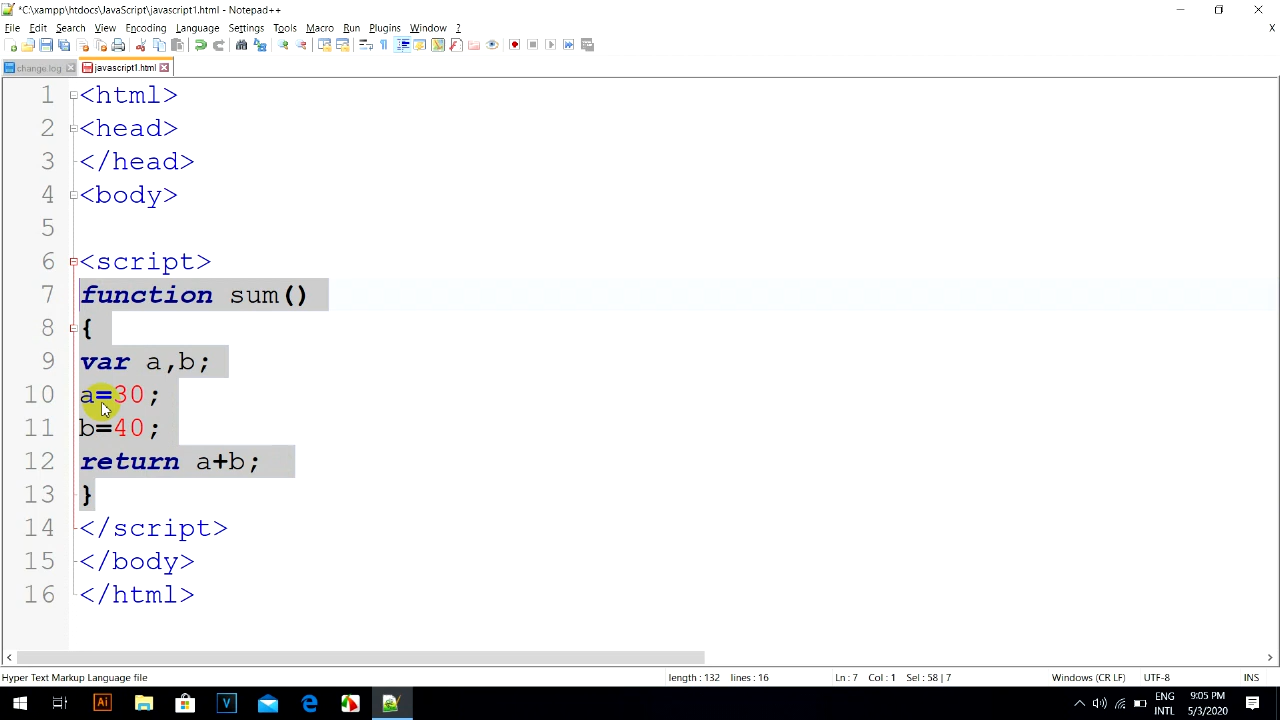 *C:\xampp\htdocs\JavaScript\javascript1.html - Notepad++
File Edit Search View Encoding Language Settings Tools Macro Run Plugins Window ? X
change.log javascript1.html
1 <html>
2 <head>
3 </head>
4 <body>
5
6 <script>
7 function sum()
8 {
9 var a,b;
10 a=30;
11 b=40;
12 return a+b;
13 }
14 </script>
15 </body>
16 </html>
Hyper Text Markup Language file length : 132 lines : 16 Ln : 7 Col : 1 Sel : 58 | 7 Windows (CR LF) UTF-8 INS
Ai V ENG 9:05 PM
INTL 5/3/2020